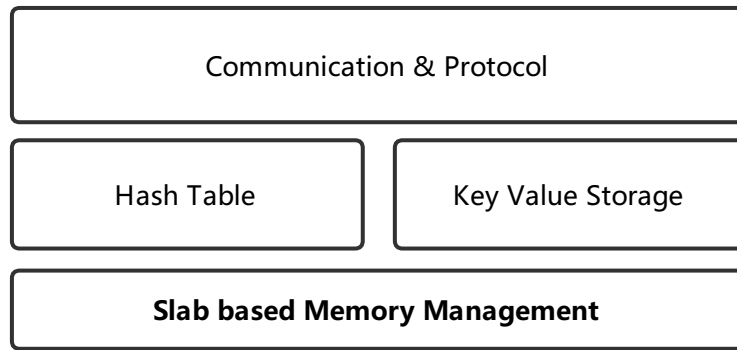 Communication & Protocol
Hash Table
Key Value Storage
Slab based Memory Management